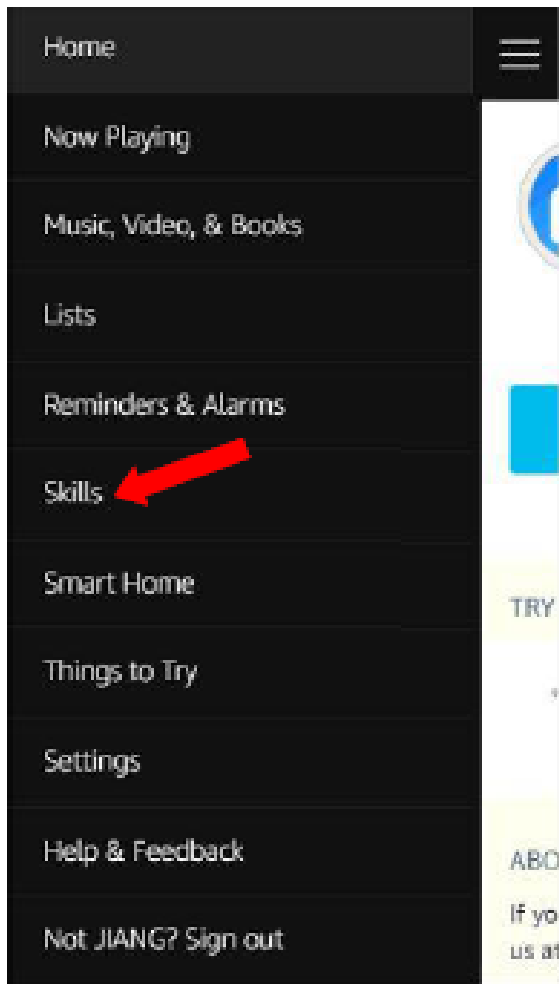 Home
Now Playing
Music, Video, & Books
Lists
Reminders & Alarms
Skills
Smart Home
TRY
Things to Try
Settings
Help & Feedback
ABO
If yo
Not JIANG? Sign out
us at